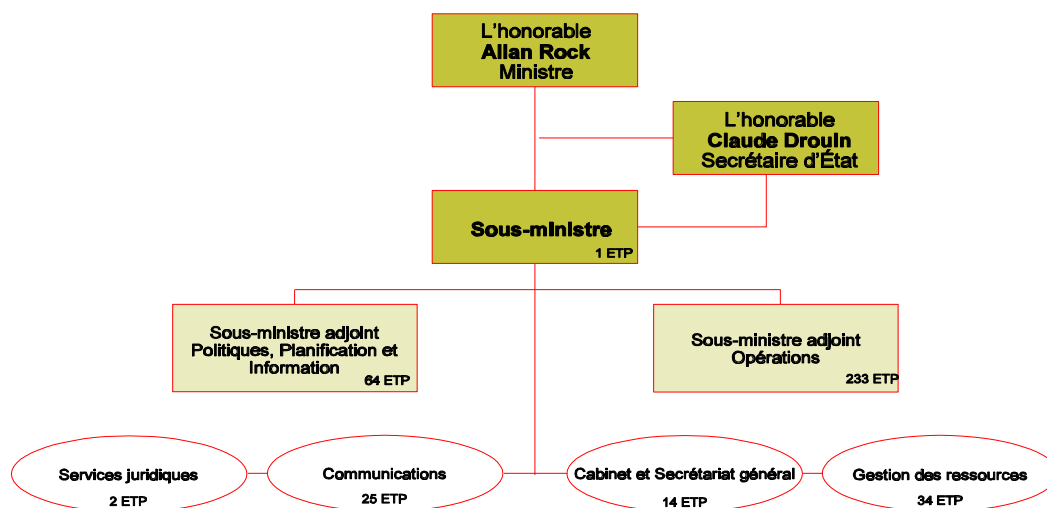 L'honorable
Allan Rock
Ministre
L'honorable
Claude Drouin
Secrétaire d'État
Sous-ministre
1 ETP
Sous-ministre adjoint
Politiques, Planification et
Information
64 ETP
Sous-ministre adjoint
Opérations
233 ETP
Services juridiques
2 ETP
Communications
25 ETP
Cabinet et Secrétariat général
14 ETP
Gestion des ressources
34 ETP